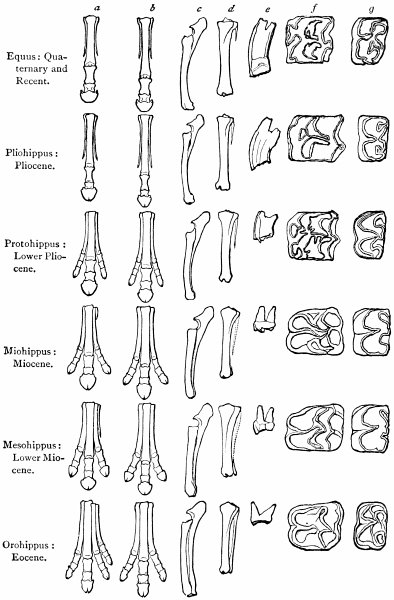 a b c d e f g
Equus: Qua-
ternary and
Recent.
Pliohippus:
Pliocene.
Protohippus:
Lower Plio-
cene.
Miohippus:
Miocene.
Mesohippus:
Lower Mio-
cene.
Orohippus:
Eocene.